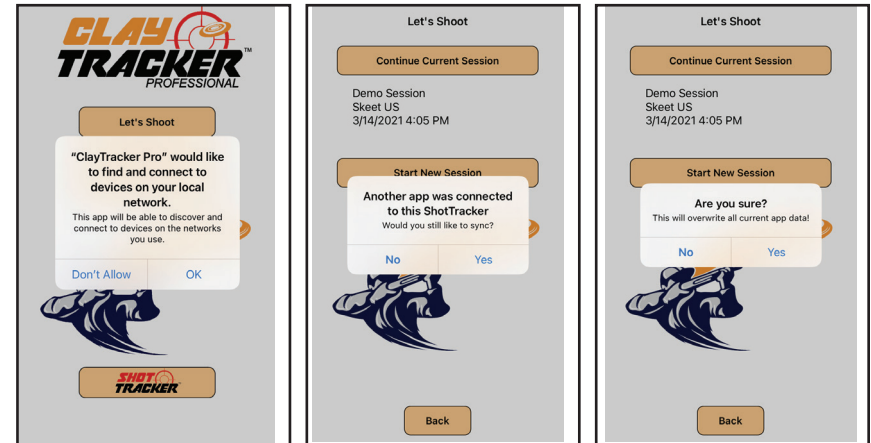 CLAY
TRACKER™
PROFESSIONAL
Let's Shoot
"ClayTracker Pro" would like
to find and connect to
devices on your local
network.
This app will be able to discover and
connect to devices on the networks
you use.
Don't Allow
OK
SHOT
TRACKER
Let's Shoot
Continue Current Session
Demo Session
Skeet US
3/14/2021 4:05 PM
Start New Session
Another app was connected
to this ShotTracker
Would you still like to sync?
No
Yes
Back
Let's Shoot
Continue Current Session
Demo Session
Skeet US
3/14/2021 4:05 PM
Start New Session
Are you sure?
This will overwrite all current app data!
No
Yes
Back